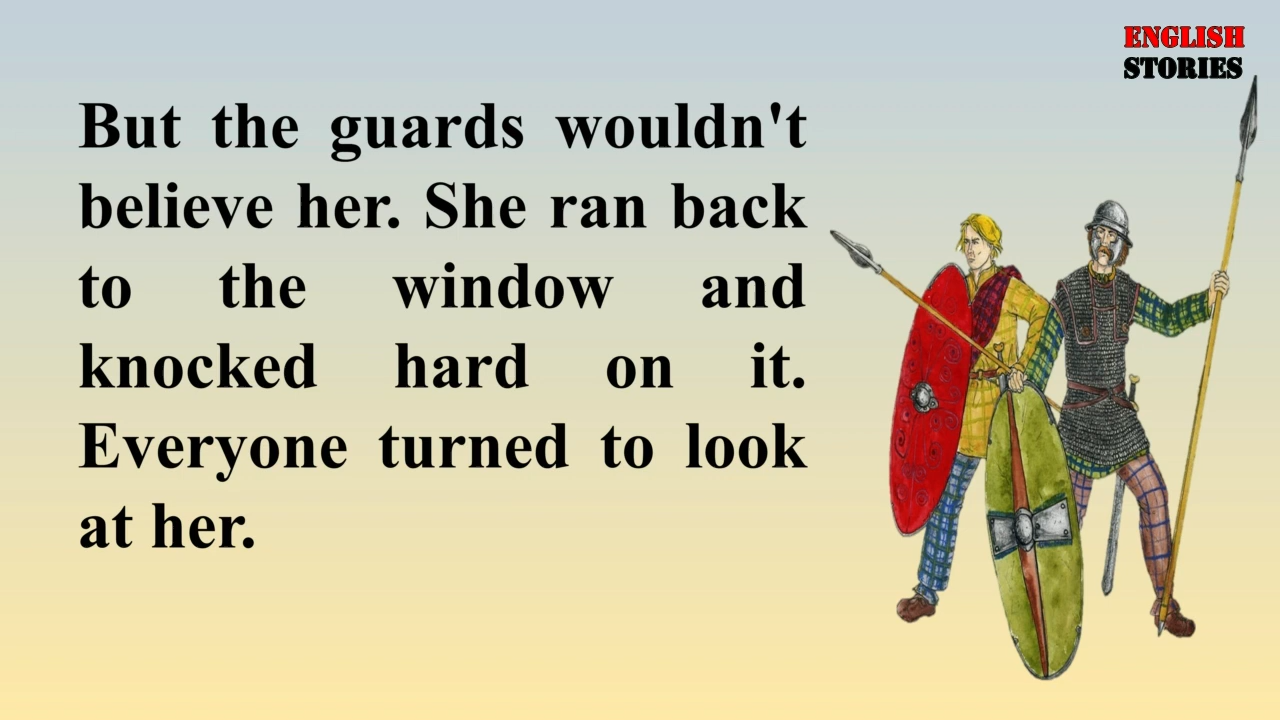 ENGLISH
STORIES
But the guards wouldn't
believe her. She ran back
to the window and
knocked hard on it.
Everyone turned to look
at her.